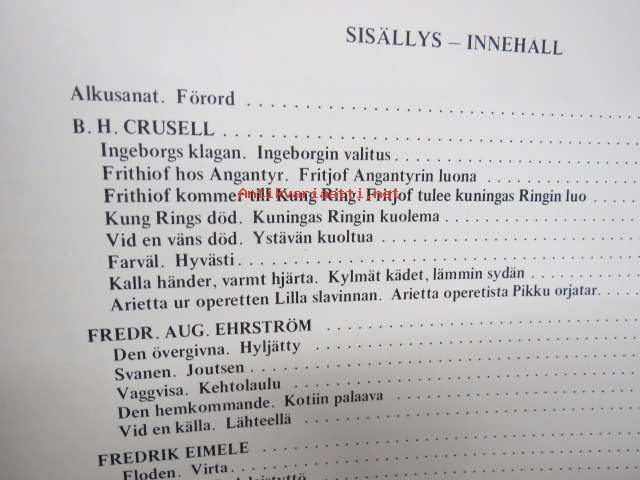 SISÄLLYS – INNEHÅLL
Alkusanat. Förord
B. H. CRUSELL
Ingeborgs klagan. Ingeborgin valitus
Frithiof hos Angantyr. Fritjof Angantyrin luona
Frithiof kommer till Kung Ring. Fritjof tulee kuningas Ringin luo
Antikvariaatti.net
Kung Rings död. Kuningas Ringin kuolema
Vid en väns död. Ystävän kuoltua
Farväl. Hyvästi
Kalla händer, varmt hjärta. Kylmät kädet, lämmin sydän
Arietta ur operetten Lilla slavinnan. Arietta operetista Pikku orjatar.
FREDR. AUG. EHRSTRÖM
Den övergivna. Hyljätty
Svanen. Joutsen
Vaggvisa. Kehtolaulu
Den hemkommande. Kotiin palaava
Vid en källa. Lähteellä
FREDRIK EIMELE
Floden. Virta